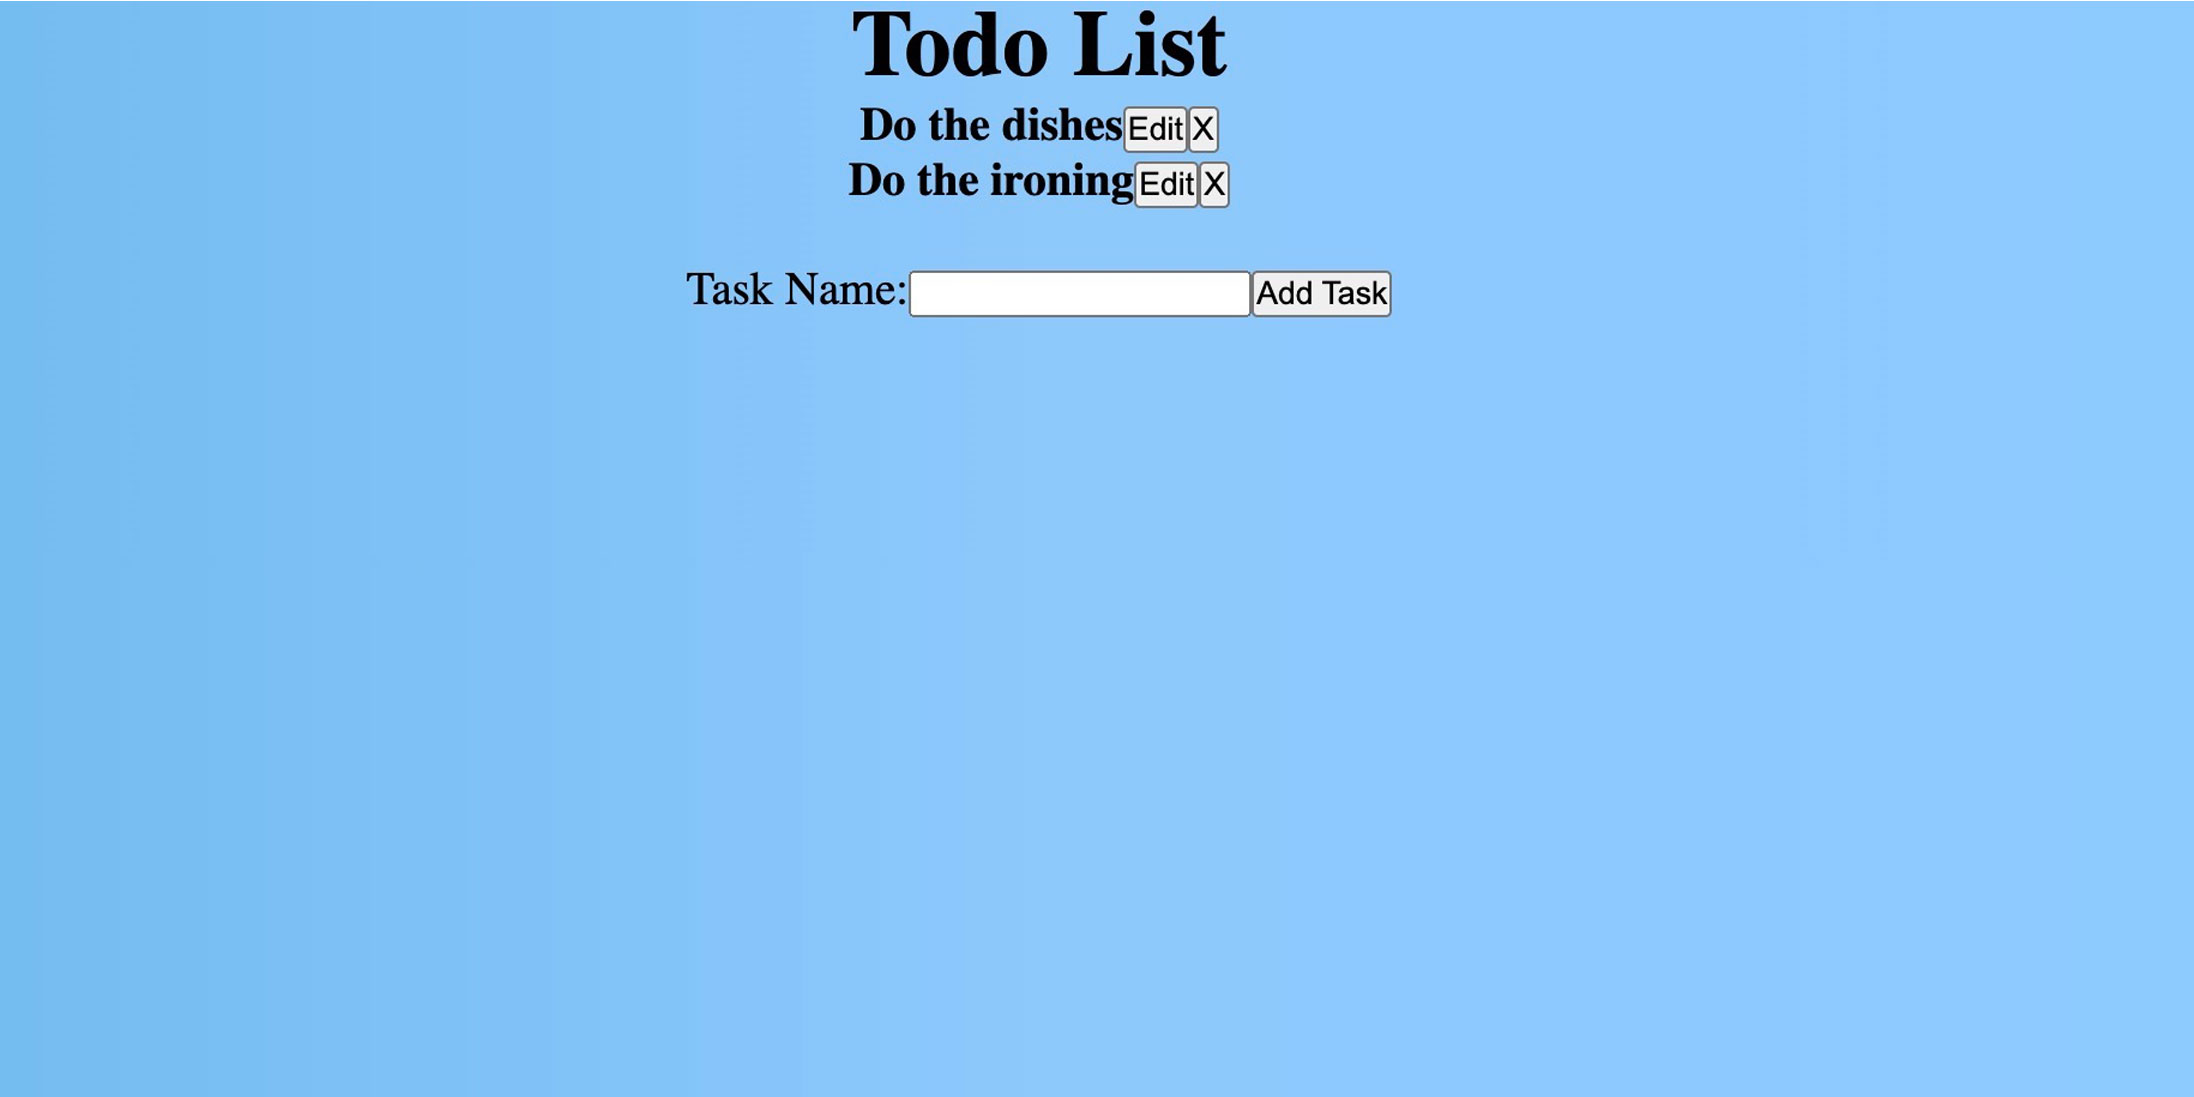 Todo List
Do the dishes Edit X
Do the ironing Edit X
Task Name: Add Task